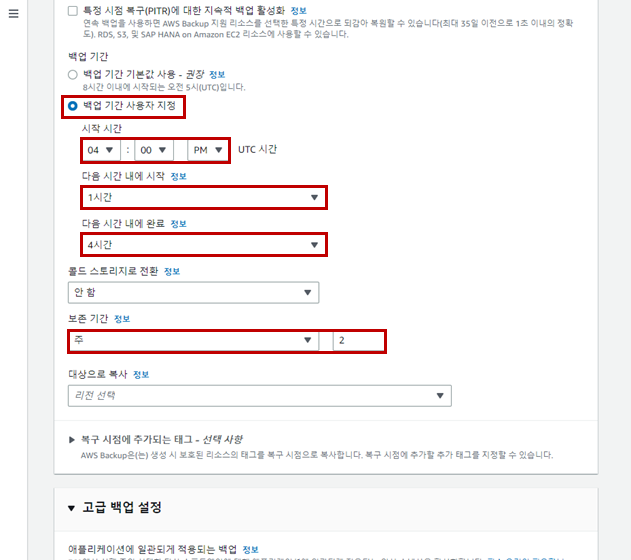 특정 시점 복구(PITR)에 대한 지속적 백업 활성화 정보
연속 백업을 사용하면 AWS Backup 지원 리소스를 선택한 특정 시간으로 되감아 복원할 수 있습니다(최대 35일 이전으로 1초 이내의 정확
도). RDS, S3, 및 SAP HANA on Amazon EC2 리소스에 사용할 수 있습니다.
백업 기간
백업 기간 기본값 사용 - 권장 정보
8시간 이내에 시작되는 오전 5시(UTC)입니다.
백업 기간 사용자 지정
시작 시간
04 : 00 PM UTC 시간
다음 시간 내에 시작 정보
1시간
다음 시간 내에 완료 정보
4시간
콜드 스토리지로 전환 정보
안 함
보존 기간 정보
주 2
대상으로 복사 정보
리전 선택
복구 시점에 추가되는 태그 - 선택 사항
AWS Backup은(는) 생성 시 보호된 리소스의 태그를 복구 시점으로 복사합니다. 복구 시점에 추가할 추가 태그를 지정할 수 있습니다.
고급 백업 설정
애플리케이션에 일관되게 적용되는 백업 정보